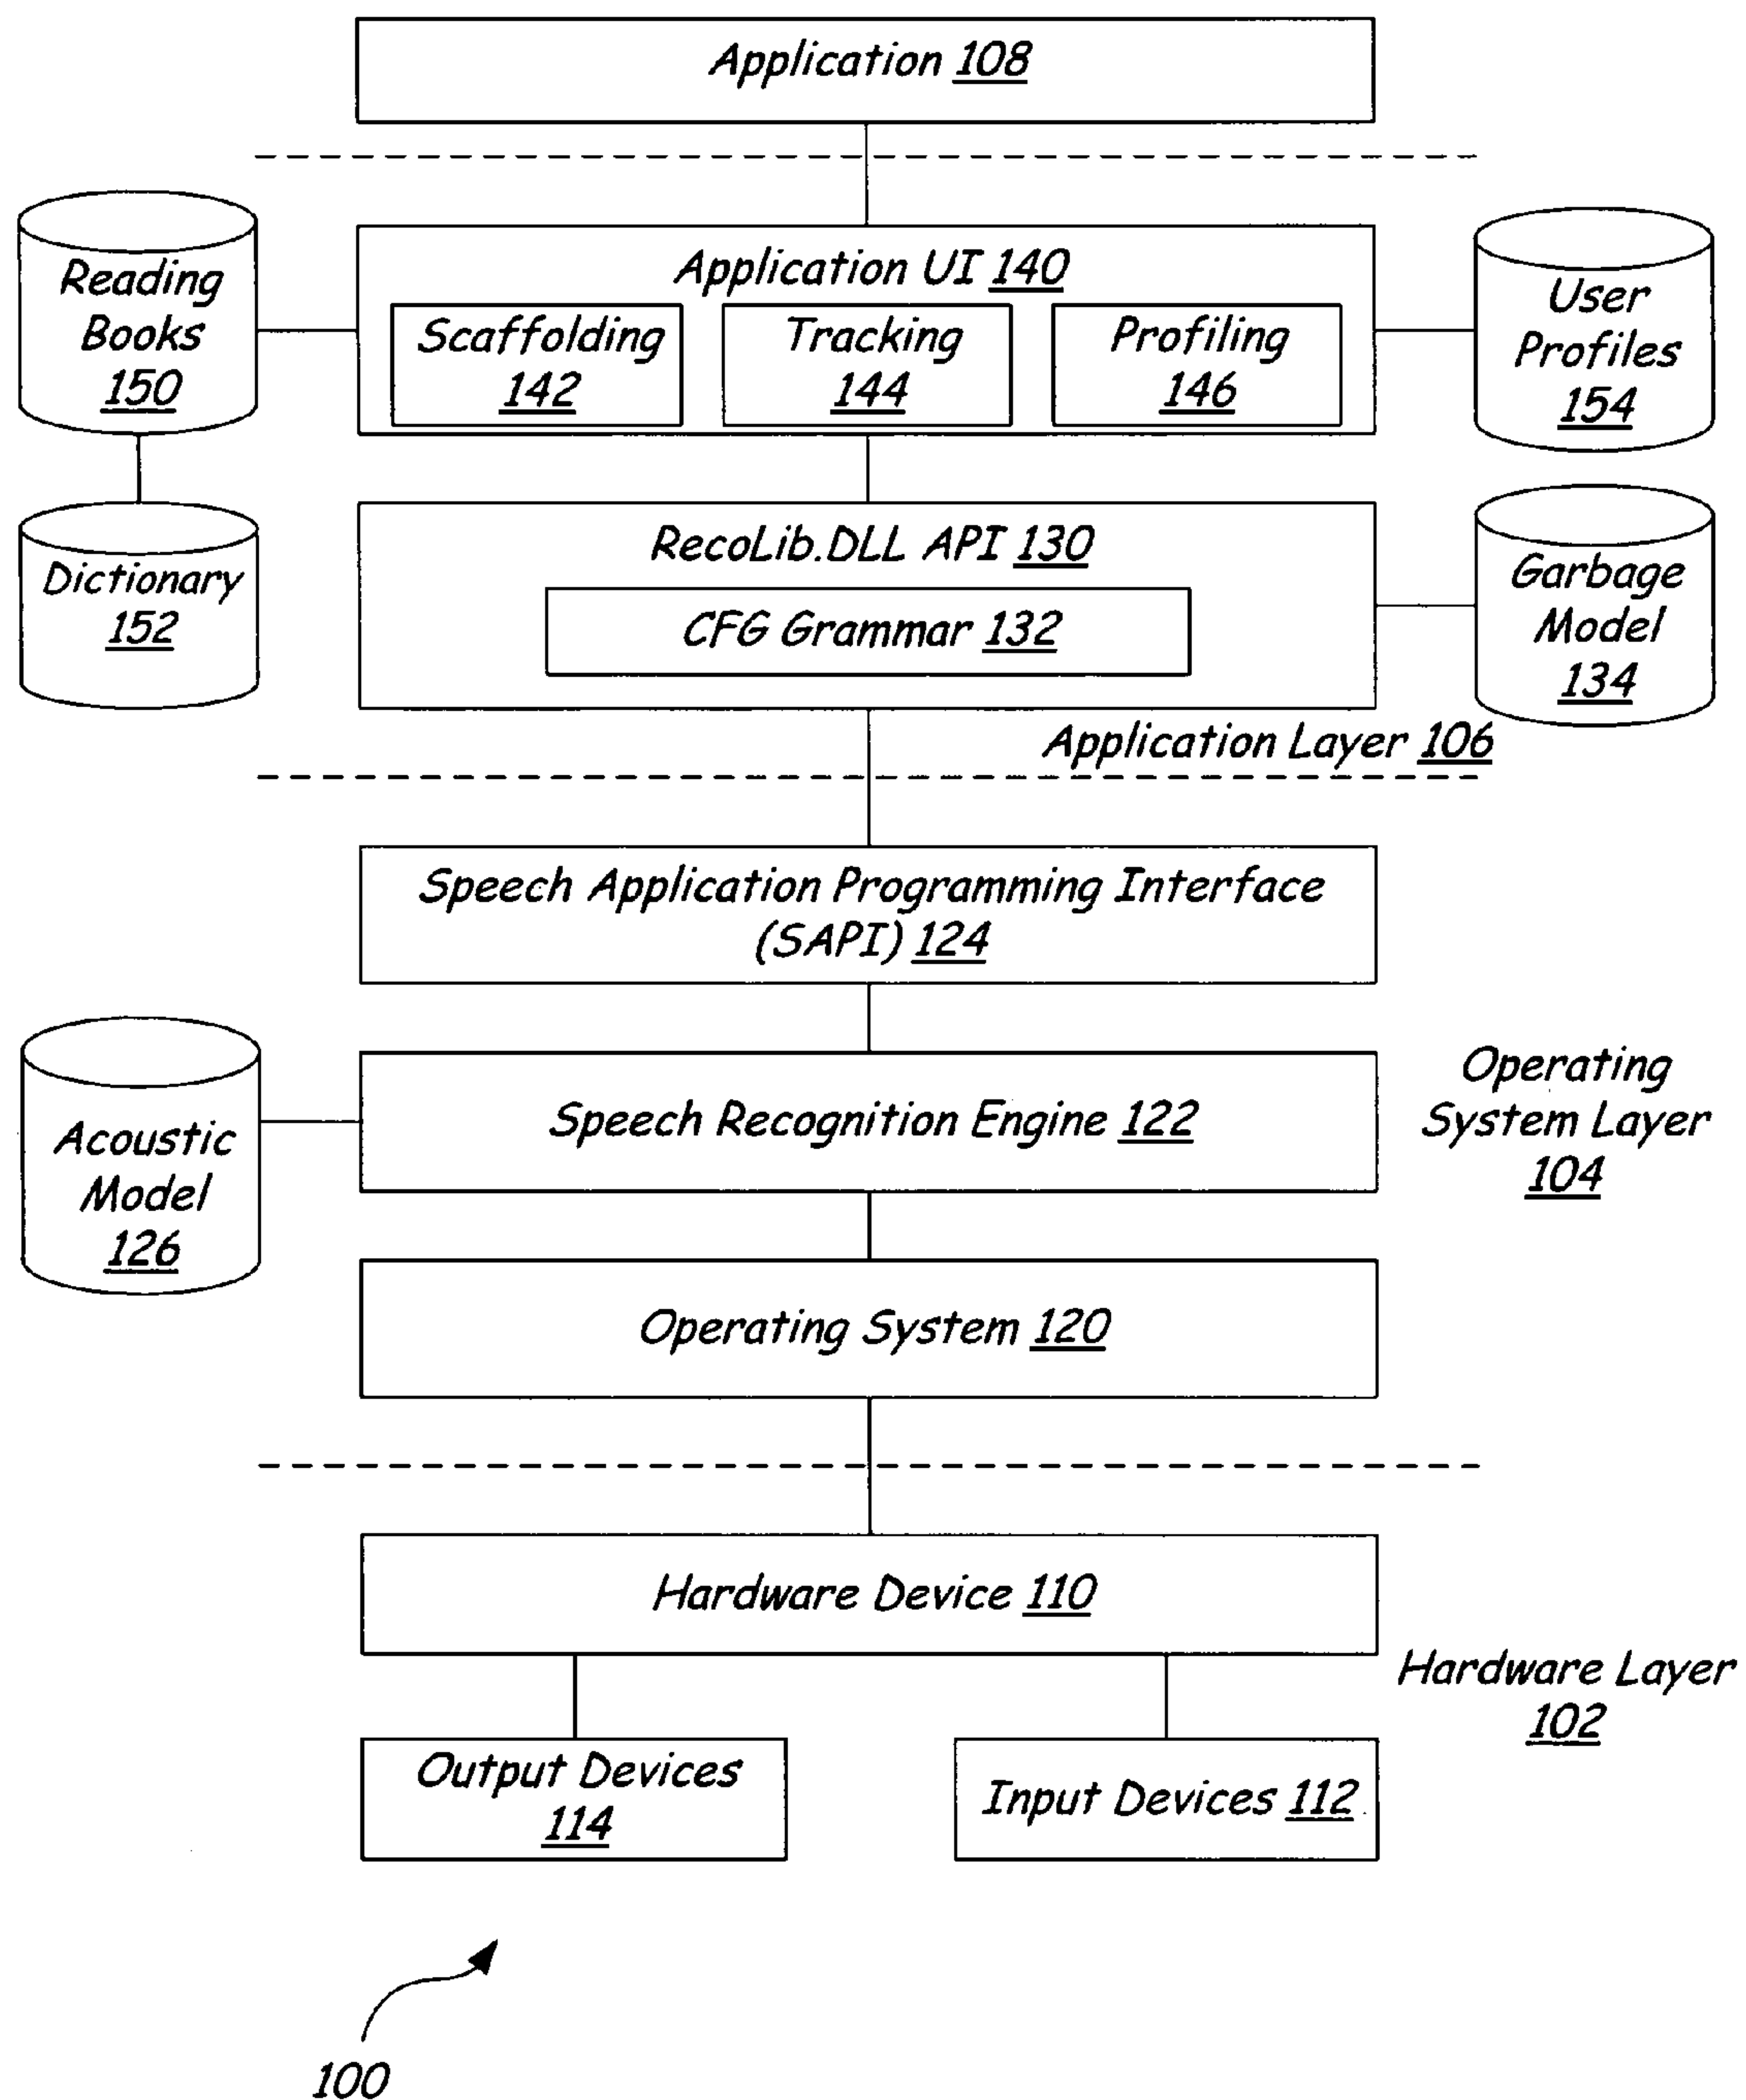 Application 108
Reading
Books
150
Application UI 140
Scaffolding
142
Tracking
144
Profiling
146
User
Profiles
154
Dictionary
152
RecoLib.DLL API 130
CFG Grammar 132
Garbage
Model
134
Application Layer 106
Speech Application Programming Interface
(SAPI) 124
Acoustic
Model
126
Speech Recognition Engine 122
Operating
System Layer
104
Operating System 120
Hardware Device 110
Hardware Layer
102
Output Devices
114
Input Devices 112
100